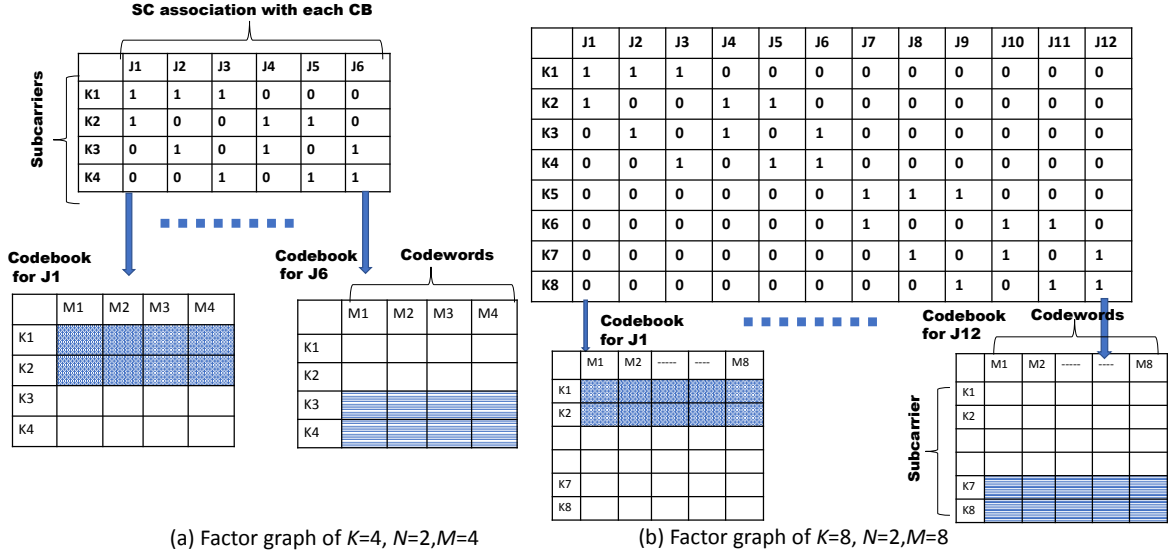 SC association with each CB
J1 J2 J3 J4 J5 J6
Subcarriers
K1 1 1 1 0 0 0
K2 1 0 0 1 1 0
K3 0 1 0 1 0 1
K4 0 0 1 0 1 1
Codebook
for J1
M1 M2 M3 M4
K1
K2
K3
K4
Codebook
for J6
Codewords
M1 M2 M3 M4
K1
K2
K3
K4
(a) Factor graph of K=4, N=2,M=4
J1 J2 J3 J4 J5 J6 J7 J8 J9 J10 J11 J12
K1 1 1 1 0 0 0 0 0 0 0 0 0
K2 1 0 0 1 1 0 0 0 0 0 0 0
K3 0 1 0 1 0 1 0 0 0 0 0 0
K4 0 0 1 0 1 1 0 0 0 0 0 0
K5 0 0 0 0 0 0 1 1 1 0 0 0
K6 0 0 0 0 0 0 1 0 0 1 1 0
K7 0 0 0 0 0 0 0 1 0 1 0 1
K8 0 0 0 0 0 0 0 0 1 0 1 1
Codebook
for J1
M1 M2 ----- ---- M8
K1
K2
K7
K8
Codebook
for J12
Codewords
M1 M2 ----- ---- M8
Subcarrier
K1
K2
K7
K8
(b) Factor graph of K=8, N=2,M=8